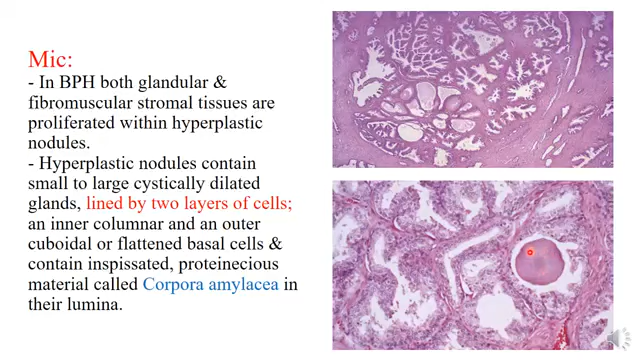 Mic:
- In BPH both glandular &
fibromuscular stromal tissues are
proliferated within hyperplastic
nodules.
- Hyperplastic nodules contain
small to large cystically dilated
glands, lined by two layers of cells;
an inner columnar and an outer
cuboidal or flattened basal cells &
contain inspissated, proteinecious
material called Corpora amylacea in
their lumina.